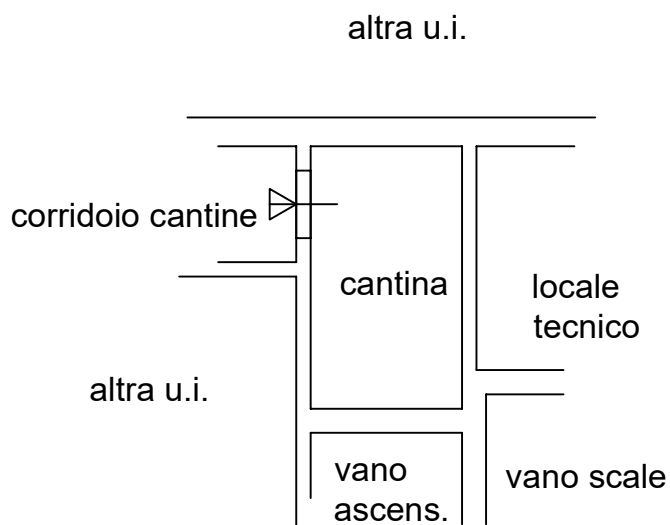 altra u.i.
corridoio cantine
cantina
locale
tecnico
altra u.i.
vano
ascens.
vano scale